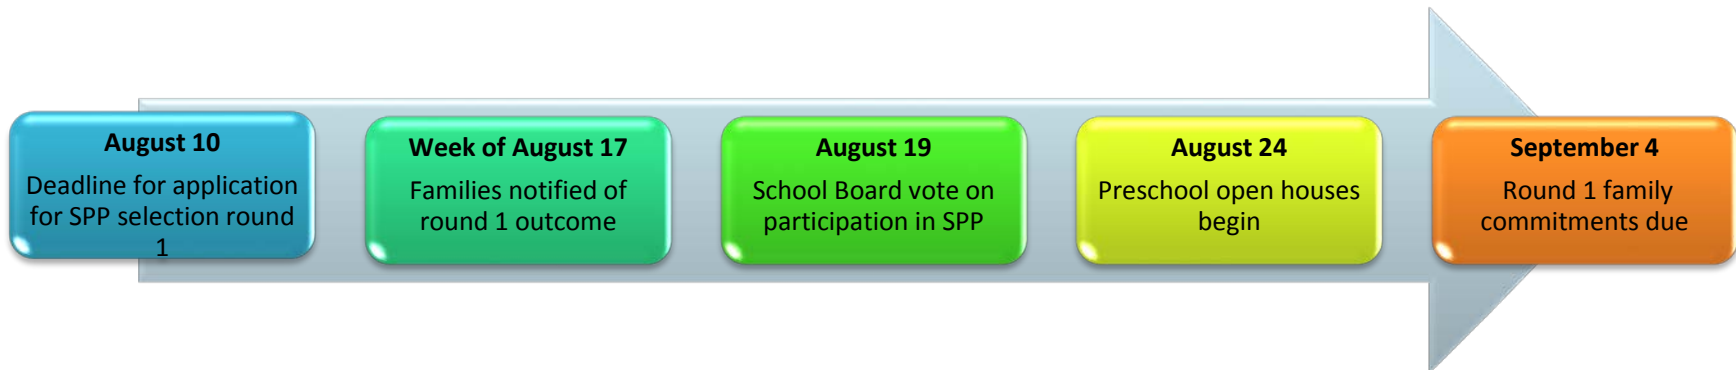 August 10
Deadline for application
for SPP selection round
1
Week of August 17
Families notified of
round 1 outcome
August 19
School Board vote on
participation in SPP
August 24
Preschool open houses
begin
September 4
Round 1 family
commitments due